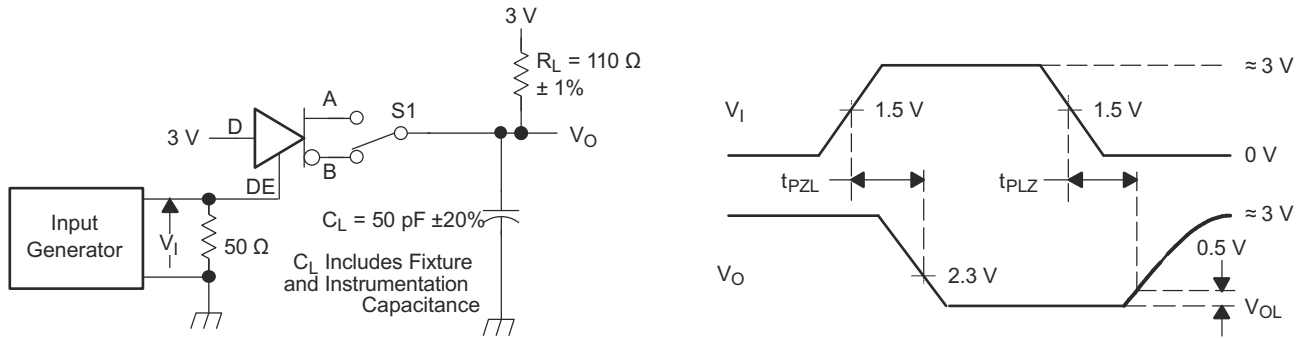 3 V
R_L = 110 Ω
± 1%
A
S1
3 V
D
V_O
B
DE
Input
Generator
V_I
50 Ω
C_L = 50 pF ±20%
C_L Includes Fixture
and Instrumentation
Capacitance
≈ 3 V
V_I
1.5 V
1.5 V
0 V
t_PZL
t_PLZ
≈ 3 V
0.5 V
V_O
2.3 V
V_OL